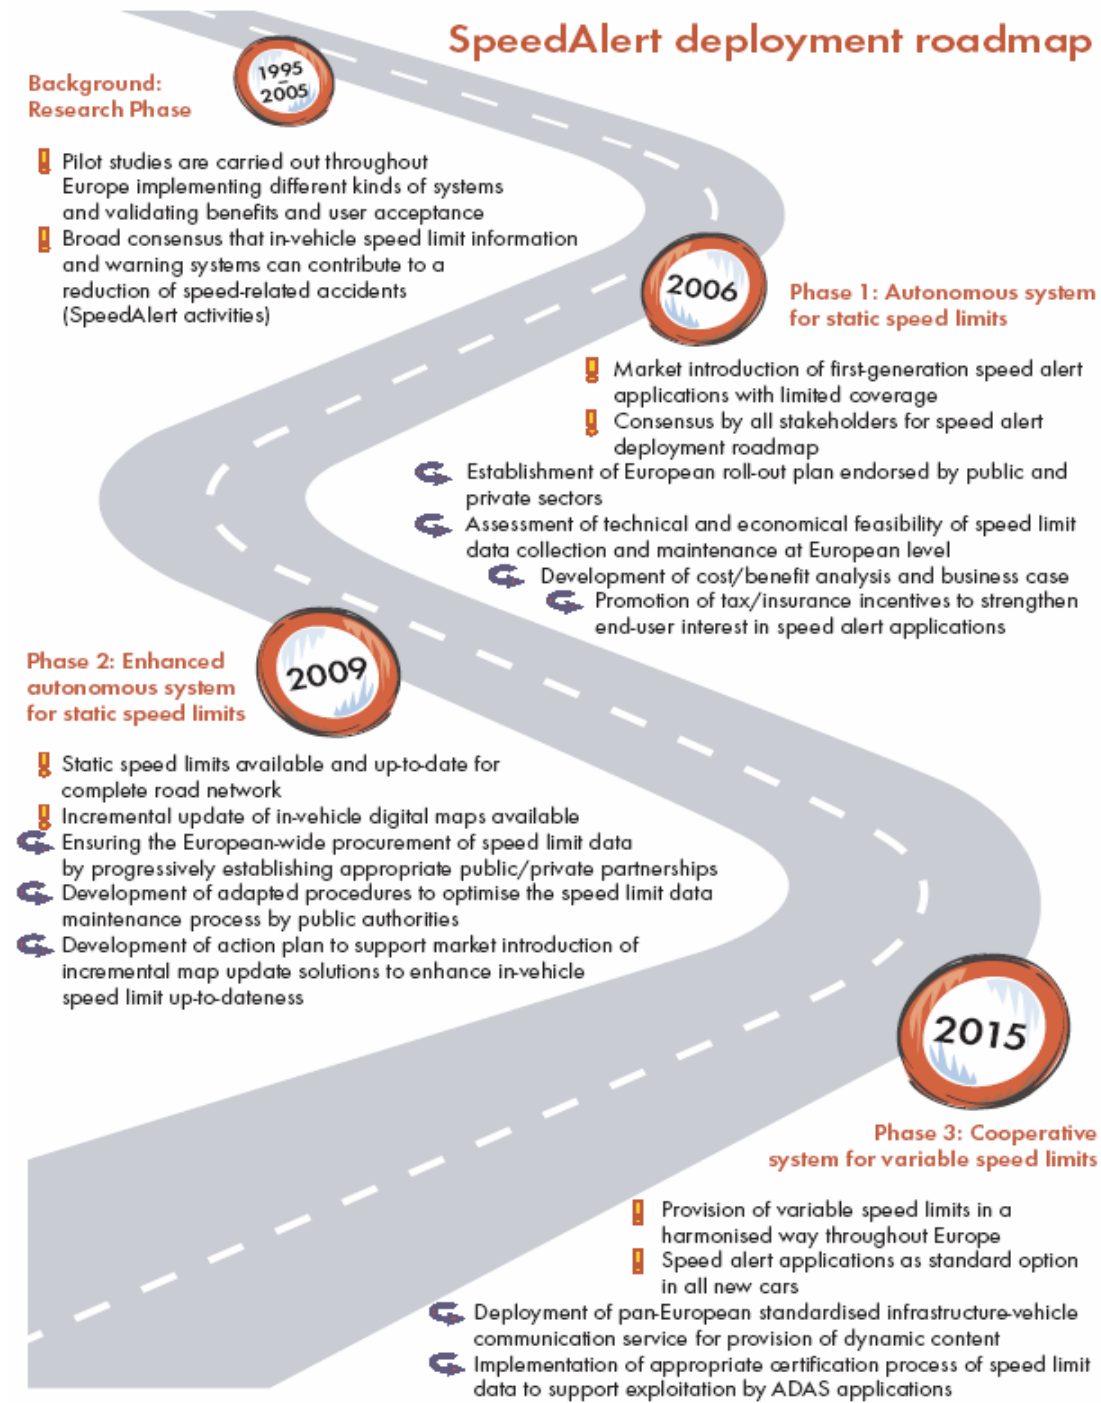 SpeedAlert deployment roadmap
1995
–
2005
Background:
Research Phase
Pilot studies are carried out throughout
Europe implementing different kinds of systems
and validating benefits and user acceptance
Broad consensus that in-vehicle speed limit information
and warning systems can contribute to a
reduction of speed-related accidents
(SpeedAlert activities)
2006
Phase 1: Autonomous system
for static speed limits
Market introduction of first-generation speed alert
applications with limited coverage
Consensus by all stakeholders for speed alert
deployment roadmap
Establishment of European roll-out plan endorsed by public and
private sectors
Assessment of technical and economical feasibility of speed limit
data collection and maintenance at European level
Development of cost/benefit analysis and business case
Promotion of tax/insurance incentives to strengthen
end-user interest in speed alert applications
2009
Phase 2: Enhanced
autonomous system
for static speed limits
Static speed limits available and up-to-date for
complete road network
Incremental update of in-vehicle digital maps available
Ensuring the European-wide procurement of speed limit data
by progressively establishing appropriate public/private partnerships
Development of adapted procedures to optimise the speed limit data
maintenance process by public authorities
Development of action plan to support market introduction of
incremental map update solutions to enhance in-vehicle
speed limit up-to-dateness
2015
Phase 3: Cooperative
system for variable speed limits
Provision of variable speed limits in a
harmonised way throughout Europe
Speed alert applications as standard option
in all new cars
Deployment of pan-European standardised infrastructure-vehicle
communication service for provision of dynamic content
Implementation of appropriate certification process of speed limit
data to support exploitation by ADAS applications